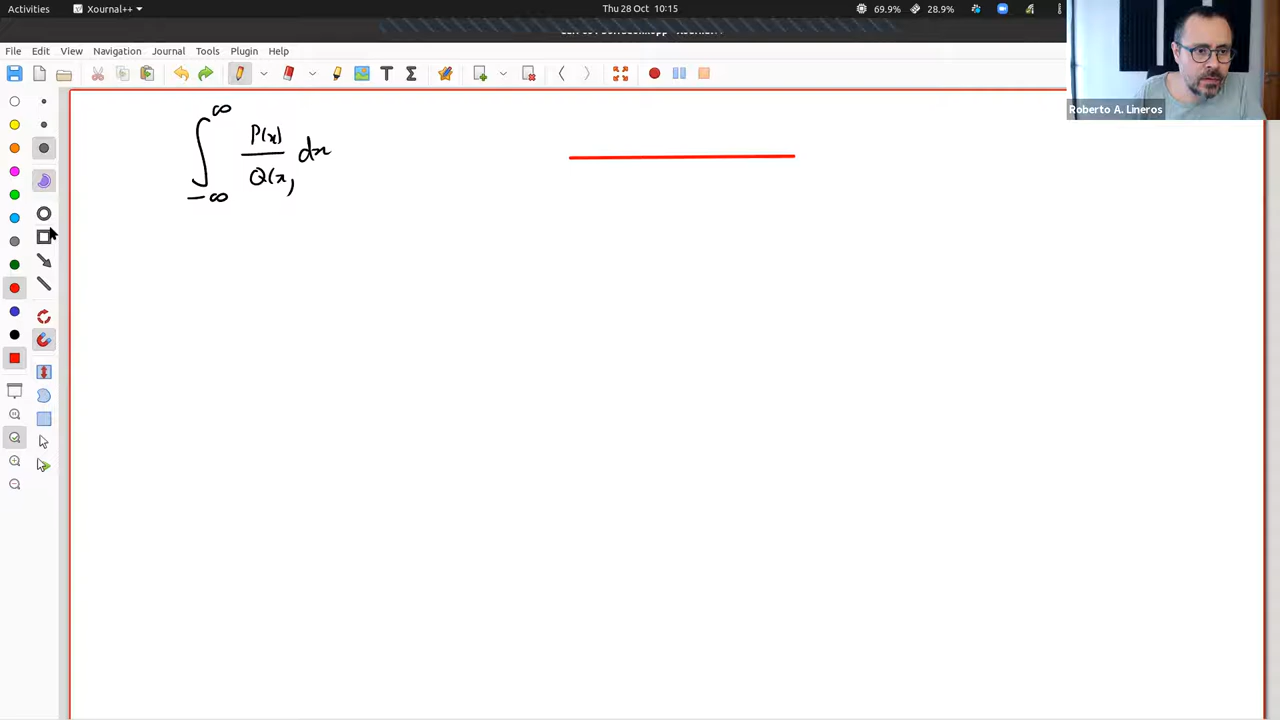 Activities Xournal++ Thu 28 Oct 10:15 69.9% 28.9%
File Edit View Navigation Journal Tools Plugin Help
Roberto A. Lineros
∫_{-∞}^{∞} P(x)/Q(x) dx